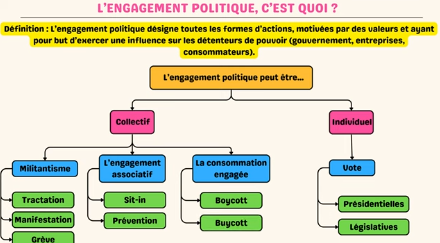 L'ENGAGEMENT POLITIQUE, C'EST QUOI ?
Définition : L'engagement politique désigne toutes les formes d'actions, motivées par des valeurs et ayant
pour but d'exercer une influence sur les détenteurs de pouvoir (gouvernement, entreprises,
consommateurs).
L'engagement politique peut être...
Collectif
Individuel
Militantisme
L'engagement
associatif
La consommation
engagée
Vote
Tractation
Sit-in
Boycott
Présidentielles
Manifestation
Prévention
Buycott
Législatives
Grève